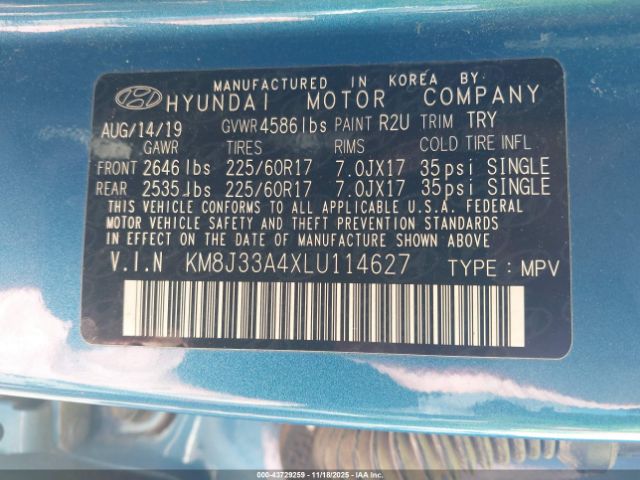 MANUFACTURED IN KOREA BY
HYUNDAI MOTOR COMPANY
AUG/14/19 GVWR 4586 lbs PAINT R2U TRIM TRY
GAWR TIRES RIMS COLD TIRE INFL
FRONT 2646 lbs 225/60R17 7.0JX17 35psi SINGLE
REAR 2535 lbs 225/60R17 7.0JX17 35psi SINGLE
THIS VEHICLE CONFORMS TO ALL APPLICABLE U.S.A. FEDERAL
MOTOR VEHICLE SAFETY AND THEFT PREVENTION STANDARDS
IN EFFECT ON THE DATE OF MANUFACTURE SHOWN ABOVE
V.I.N KM8J33A4XLU114627 TYPE : MPV
© IAA 000-43729259 - 11/18/2025 - VEHICLE